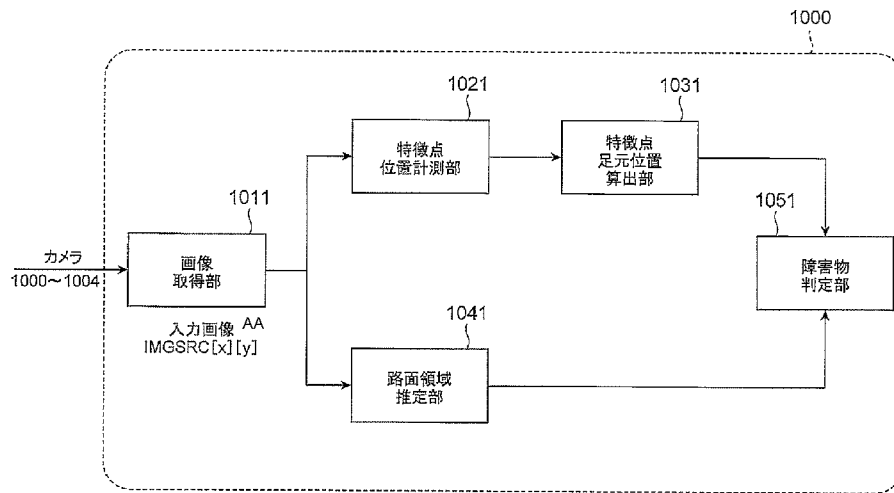 1000
1021
1031
特徴点
位置計測部
特徴点
足元位置
算出部
1011
1051
カメラ
1000～1004
画像
取得部
障害物
判定部
入力画像 AA
IMGSRC[x][y]
1041
路面領域
推定部